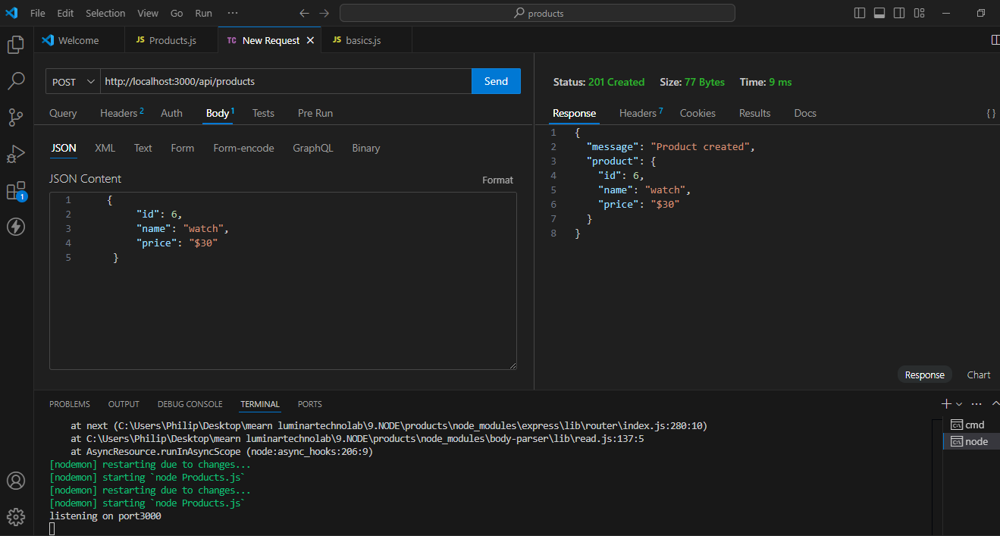 File Edit Selection View Go Run ··· products
Welcome JS Products.js TC New Request JS basics.js
POST http://localhost:3000/api/products Send
Query Headers 2 Auth Body 1 Tests Pre Run
JSON XML Text Form Form-encode GraphQL Binary
JSON Content Format
1 {
2 "id": 6,
3 "name": "watch",
4 "price": "$30"
5 }
Status: 201 Created Size: 77 Bytes Time: 9 ms
Response Headers 7 Cookies Results Docs { }
1 {
2 "message": "Product created",
3 "product": {
4 "id": 6,
5 "name": "watch",
6 "price": "$30"
7 }
8 }
Response Chart
1
PROBLEMS OUTPUT DEBUG CONSOLE TERMINAL PORTS
at next (C:\Users\Philip\Desktop\mearn luminartechnolab\9.NODE\products\node_modules\express\lib\router\index.js:280:10)
at C:\Users\Philip\Desktop\mearn luminartechnolab\9.NODE\products\node_modules\body-parser\lib\read.js:137:5
at AsyncResource.runInAsyncScope (node:async_hooks:206:9)
[nodemon] restarting due to changes...
[nodemon] starting `node Products.js`
[nodemon] restarting due to changes...
[nodemon] starting `node Products.js`
listening on port3000
cmd
node